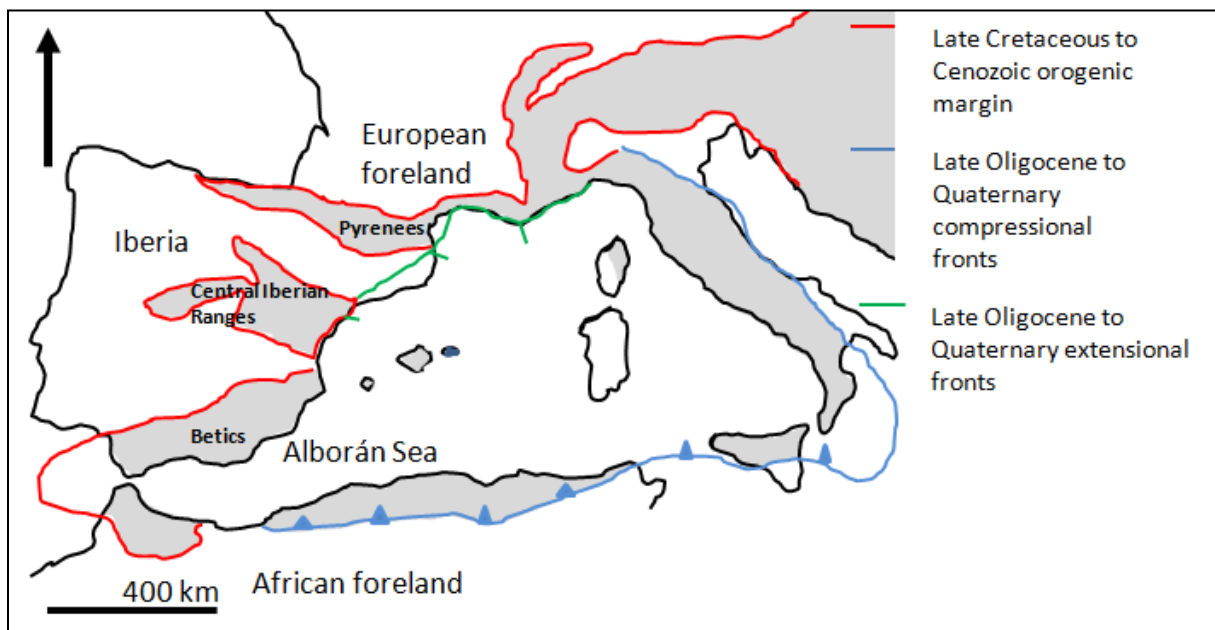 European
foreland
Iberia
Pyrenees
Central Iberian
Ranges
Betics
Alborán Sea
African foreland
400 km
Late Cretaceous to
Cenozoic orogenic
margin
Late Oligocene to
Quaternary
compressional
fronts
Late Oligocene to
Quaternary extensional
fronts